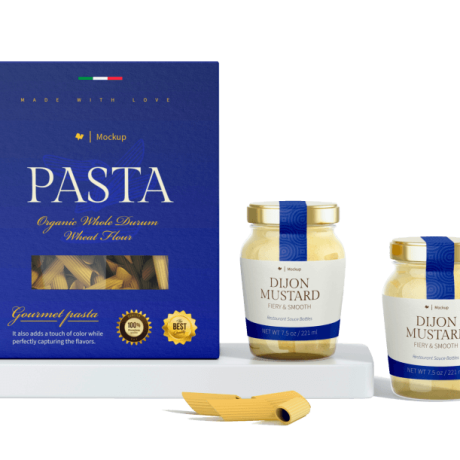 MADE WITH LOVE
Mockup
PASTA
Organic Whole Durum
Wheat Flour
Gourmet pasta
It also adds a touch of color while
perfectly capturing the flavors.
100%
BEST
Mockup
DIJON
MUSTARD
FIERY & SMOOTH
Restaurant Sauce Bottles
NET WT 7.5 oz / 221 ml
Mockup
DIJON
MUSTARD
FIERY & SMOOTH
Restaurant Sauce Bottles
NET WT 7.5 oz / 221